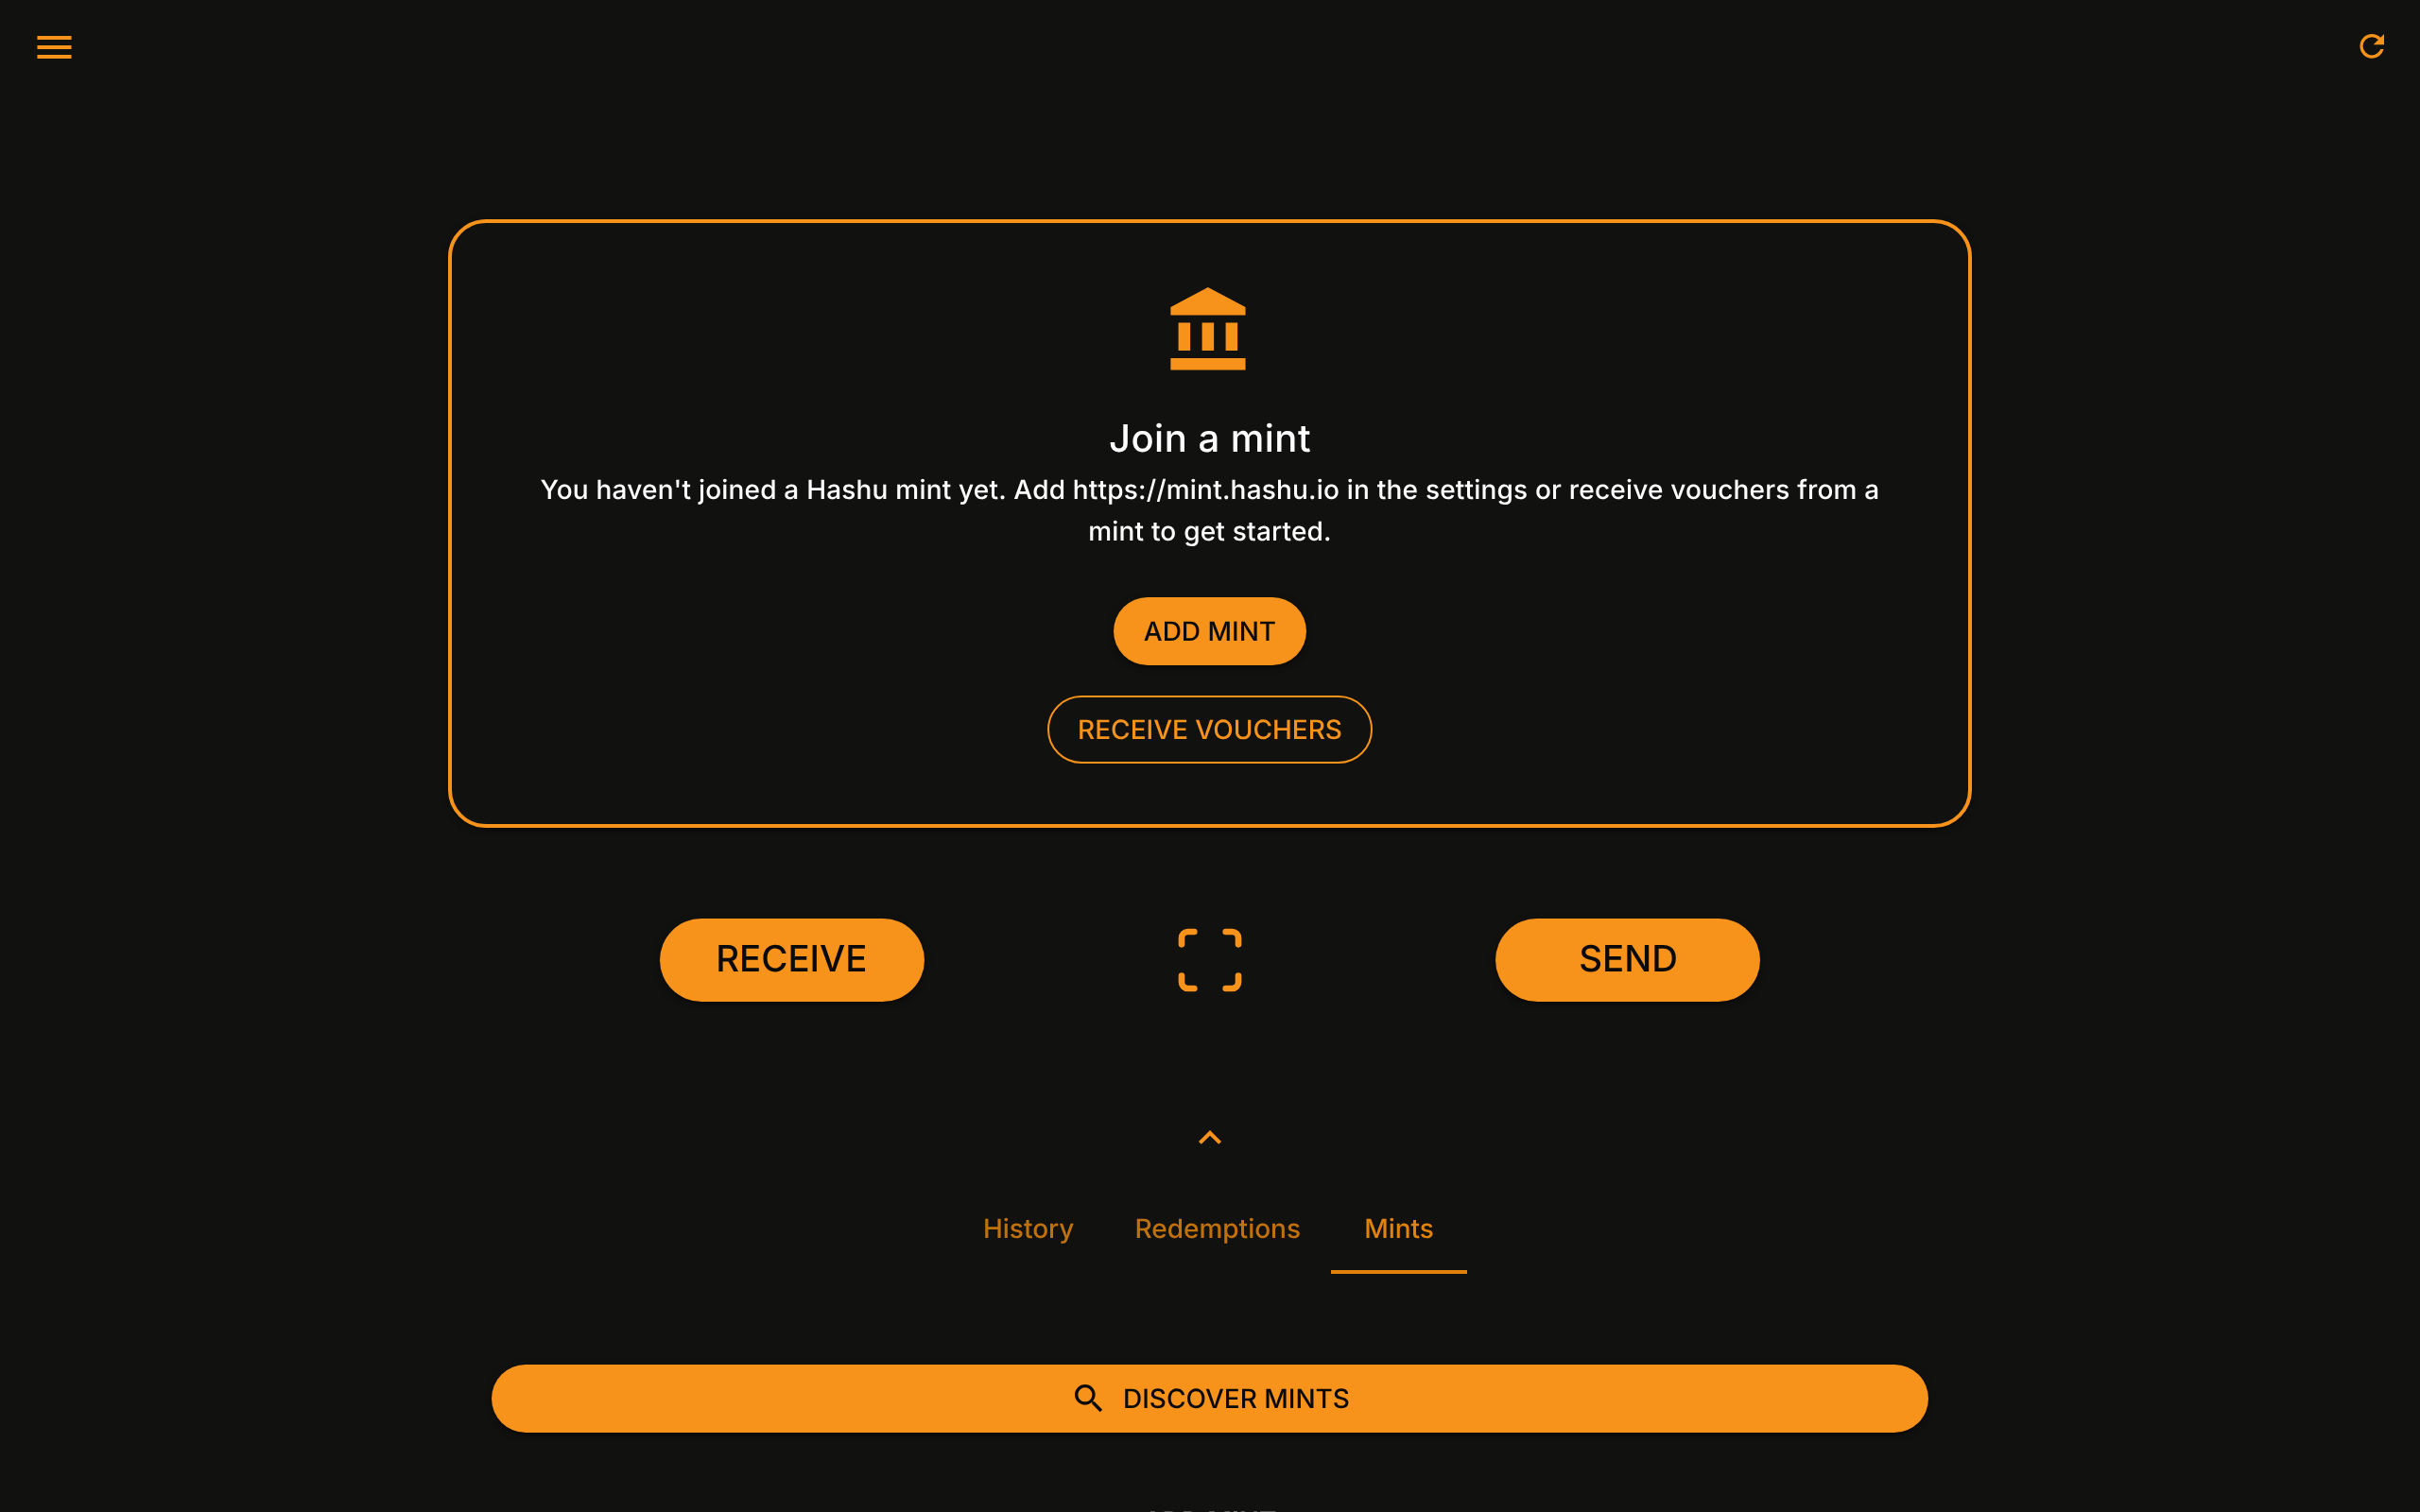 Join a mint
You haven't joined a Hashu mint yet. Add https://mint.hashu.io in the settings or receive vouchers from a
mint to get started.
ADD MINT
RECEIVE VOUCHERS
RECEIVE
SEND
History
Redemptions
Mints
DISCOVER MINTS